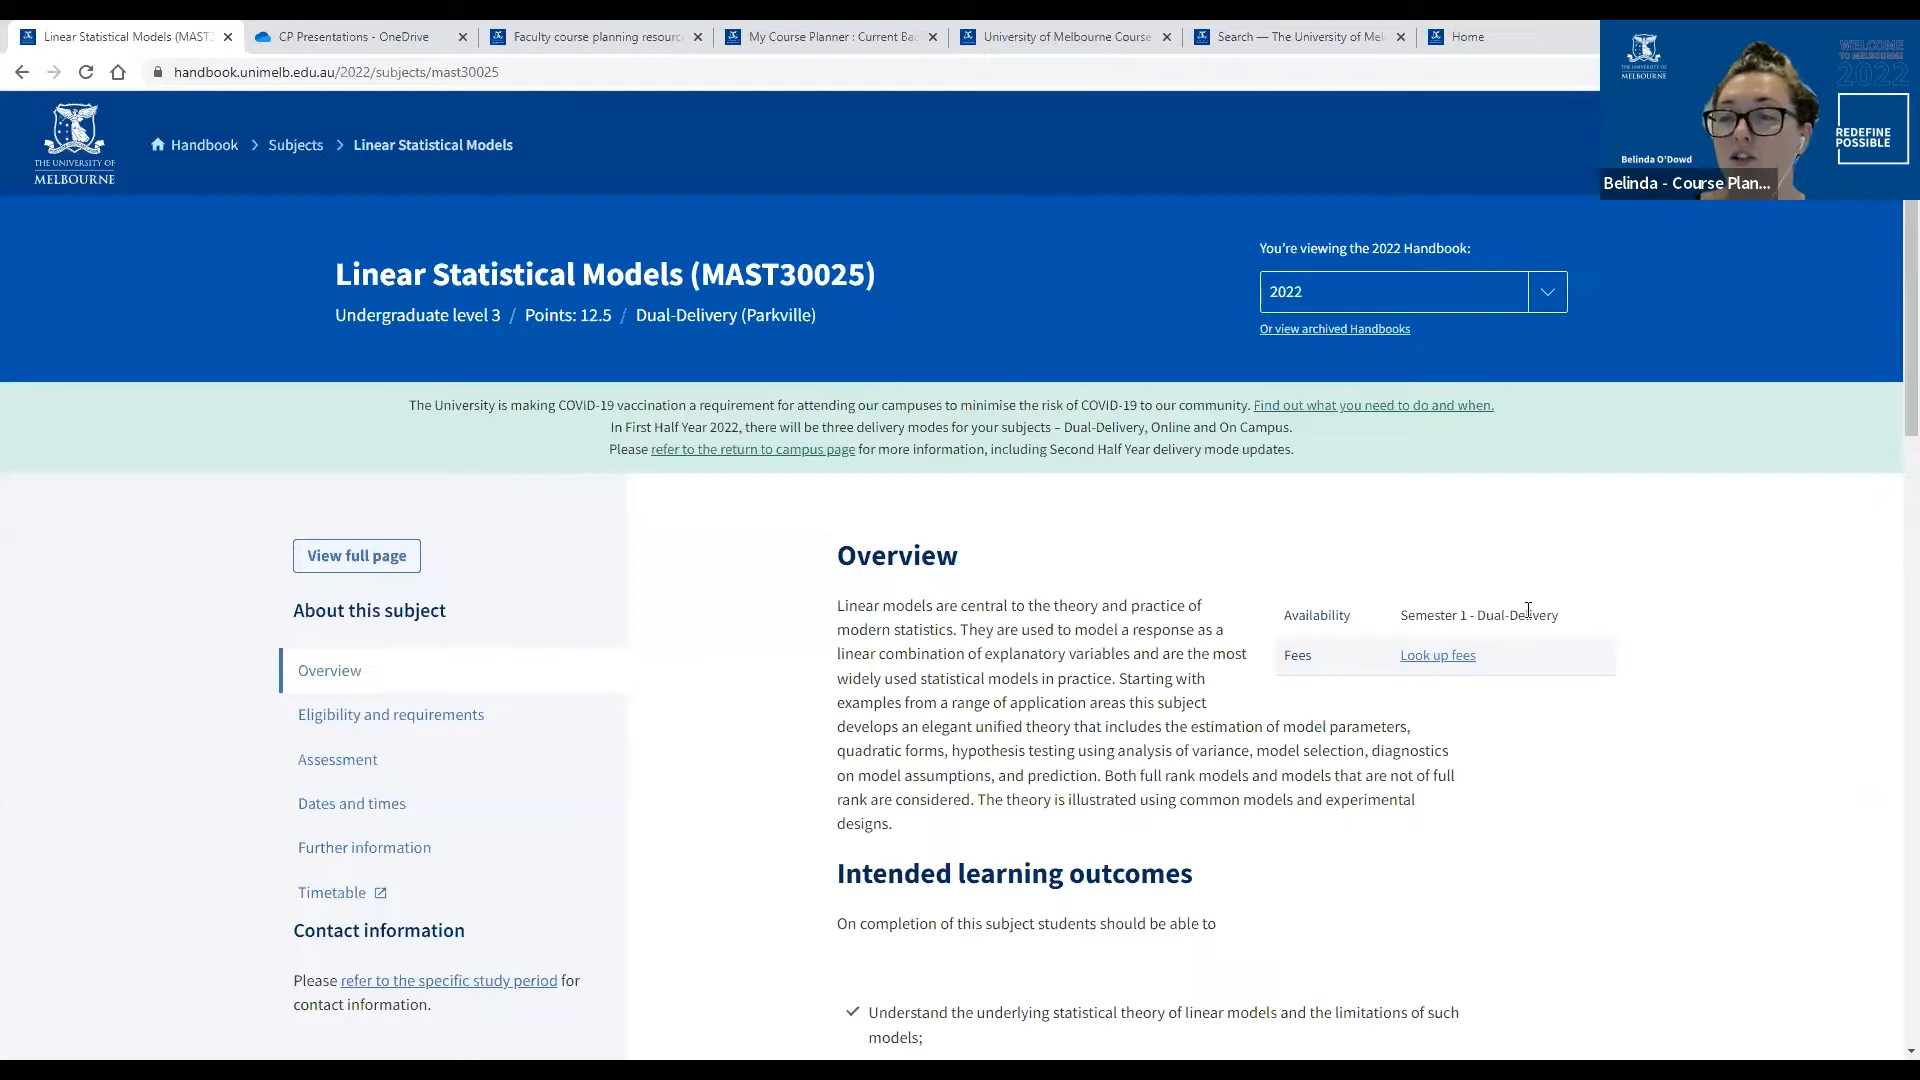 Linear Statistical Models (MAST3
CP Presentations - OneDrive
Faculty course planning resourc
My Course Planner : Current Ba
University of Melbourne Course
Search — The University of Mel
Home
handbook.unimelb.edu.au/2022/subjects/mast30025
THE UNIVERSITY OF
MELBOURNE
WELCOME
TO MELBOURNE
2022
REDEFINE
POSSIBLE
Belinda O'Dowd
Belinda - Course Plan...
THE UNIVERSITY OF
MELBOURNE
Handbook
Subjects
Linear Statistical Models
Linear Statistical Models (MAST30025)
Undergraduate level 3 / Points: 12.5 / Dual-Delivery (Parkville)
You're viewing the 2022 Handbook:
2022
Or view archived Handbooks
The University is making COVID-19 vaccination a requirement for attending our campuses to minimise the risk of COVID-19 to our community. Find out what you need to do and when.
In First Half Year 2022, there will be three delivery modes for your subjects – Dual-Delivery, Online and On Campus.
Please refer to the return to campus page for more information, including Second Half Year delivery mode updates.
View full page
About this subject
Overview
Eligibility and requirements
Assessment
Dates and times
Further information
Timetable
Contact information
Please refer to the specific study period for
contact information.
Overview
Linear models are central to the theory and practice of
modern statistics. They are used to model a response as a
linear combination of explanatory variables and are the most
widely used statistical models in practice. Starting with
examples from a range of application areas this subject
develops an elegant unified theory that includes the estimation of model parameters,
quadratic forms, hypothesis testing using analysis of variance, model selection, diagnostics
on model assumptions, and prediction. Both full rank models and models that are not of full
rank are considered. The theory is illustrated using common models and experimental
designs.
Availability Semester 1 - Dual-Delivery
Fees Look up fees
Intended learning outcomes
On completion of this subject students should be able to
Understand the underlying statistical theory of linear models and the limitations of such
models;